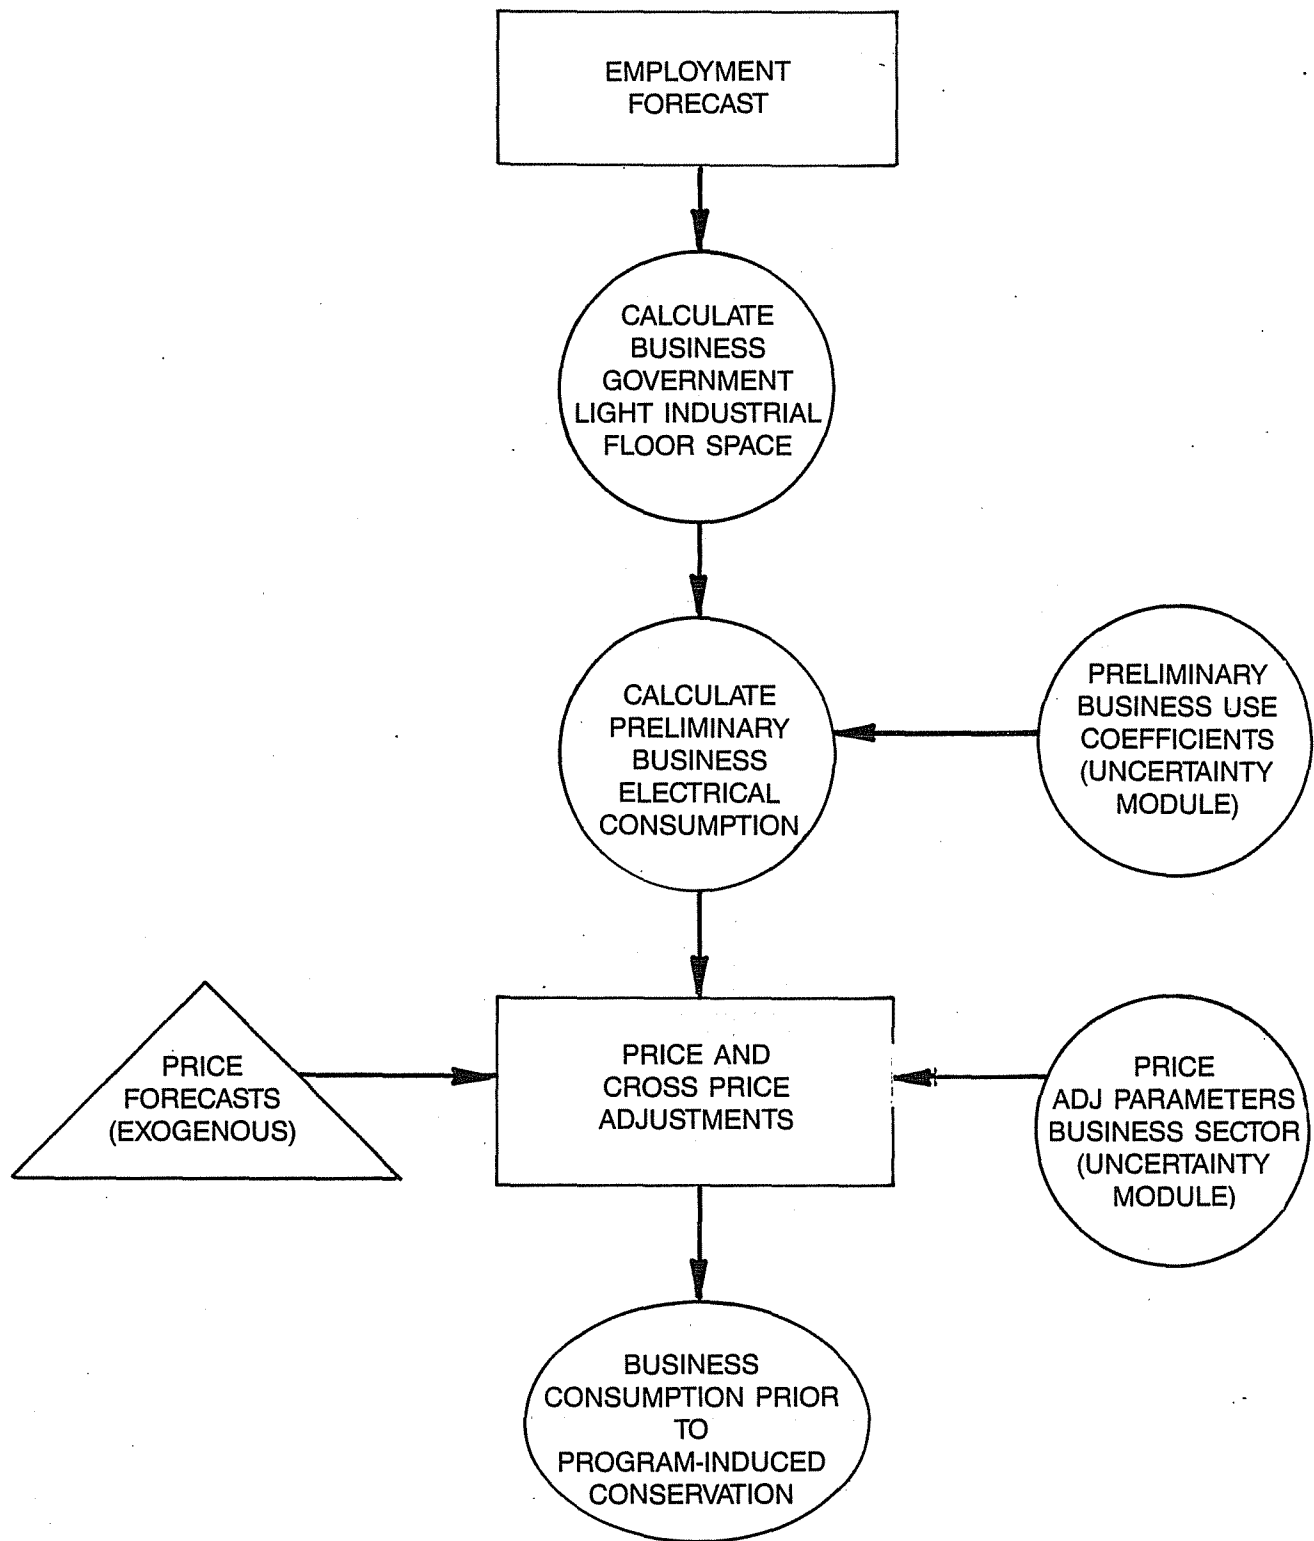 EMPLOYMENT
FORECAST
CALCULATE
BUSINESS
GOVERNMENT
LIGHT INDUSTRIAL
FLOOR SPACE
CALCULATE
PRELIMINARY
BUSINESS
ELECTRICAL
CONSUMPTION
PRELIMINARY
BUSINESS USE
COEFFICIENTS
(UNCERTAINTY
MODULE)
PRICE
FORECASTS
(EXOGENOUS)
PRICE AND
CROSS PRICE
ADJUSTMENTS
PRICE
ADJ PARAMETERS
BUSINESS SECTOR
(UNCERTAINTY
MODULE)
BUSINESS
CONSUMPTION PRIOR
TO
PROGRAM-INDUCED
CONSERVATION